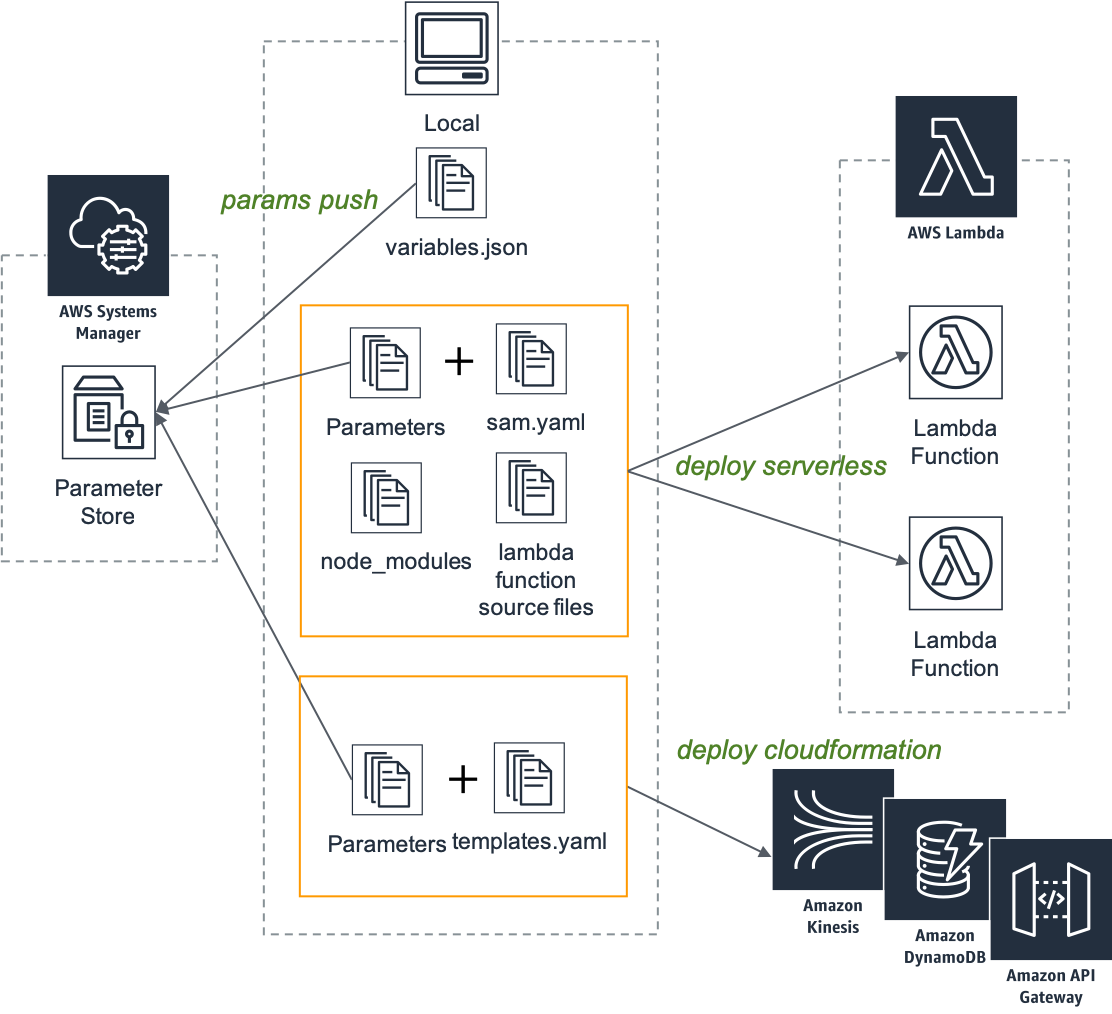 Local
params push
variables.json
AWS Systems
Manager
Parameter
Store
Parameters
+
sam.yaml
node_modules
lambda
function
source files
deploy serverless
AWS Lambda
Lambda
Function
Lambda
Function
Parameters
+
templates.yaml
deploy cloudformation
Amazon
Kinesis
Amazon
DynamoDB
</>
Amazon API
Gateway